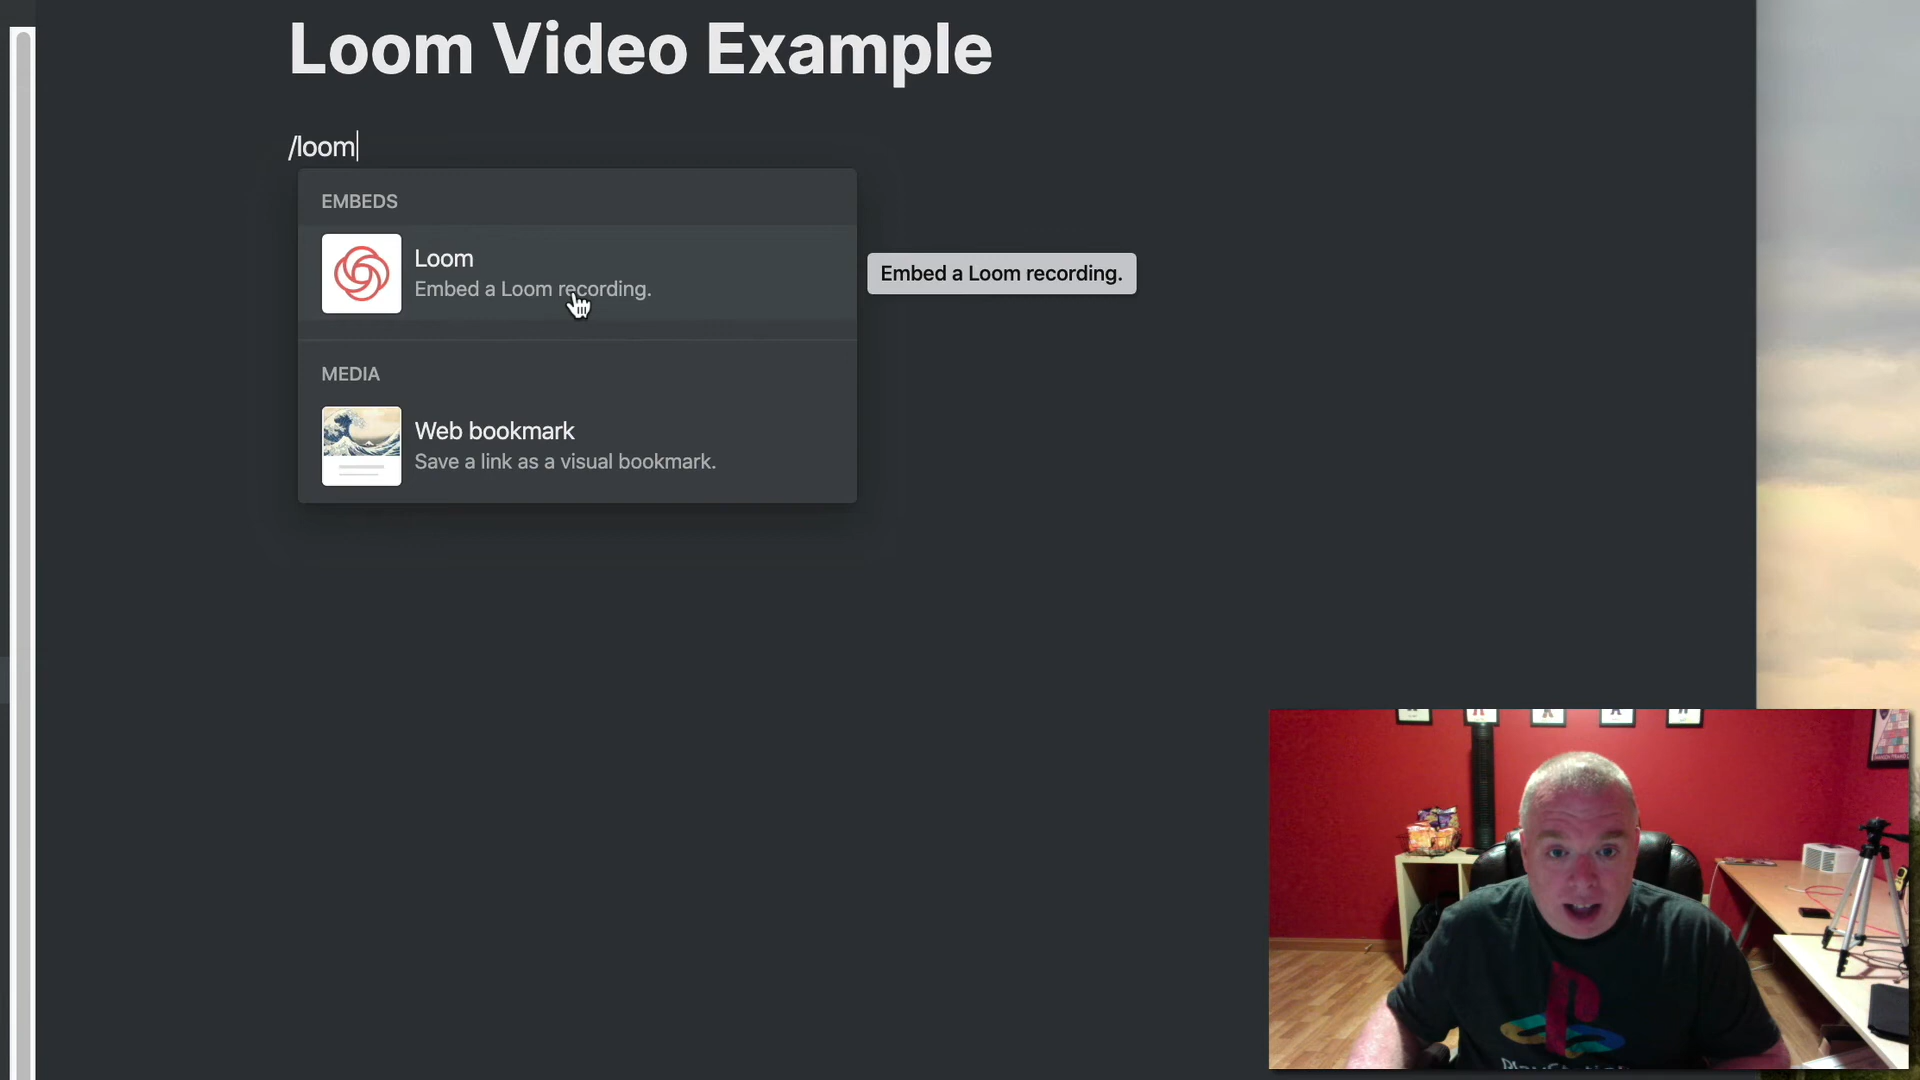 Loom Video Example
/loom
EMBEDS
Loom
Embed a Loom recording.
Embed a Loom recording.
MEDIA
Web bookmark
Save a link as a visual bookmark.